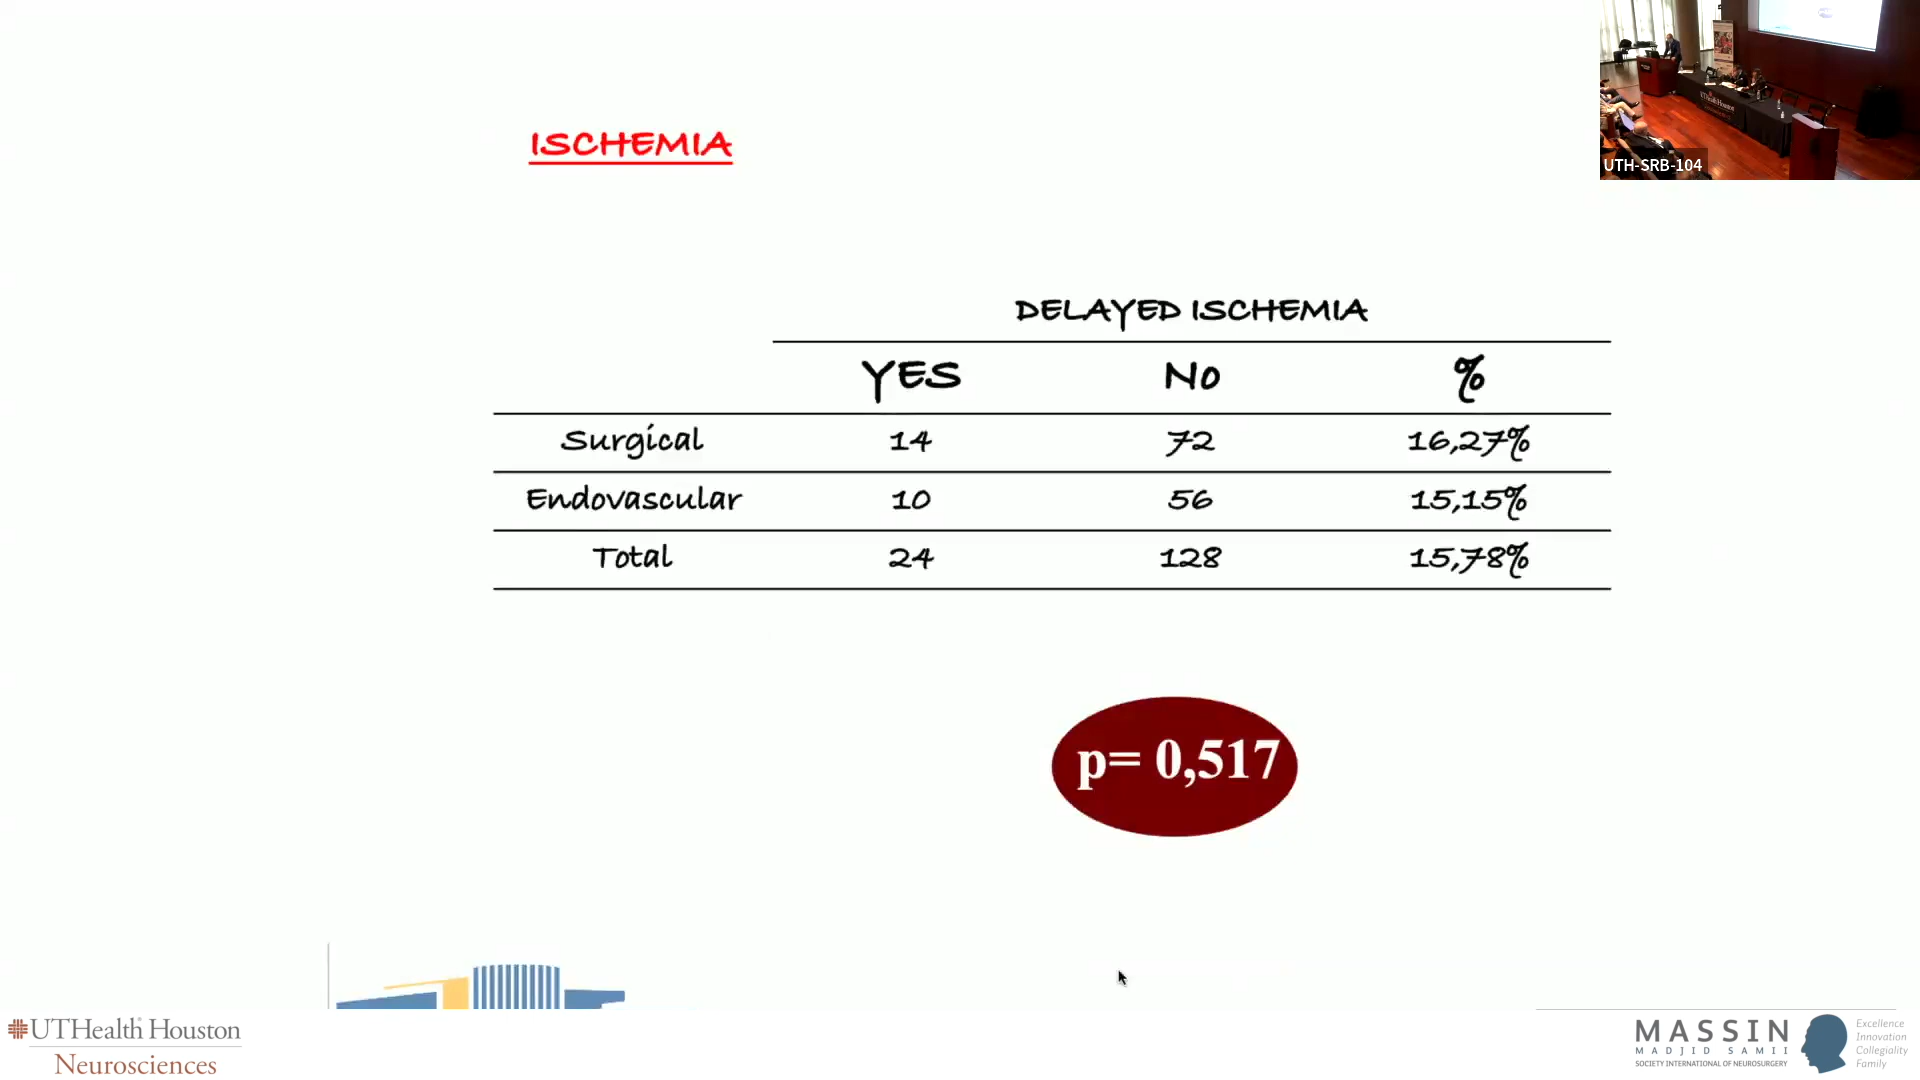 ISCHEMIA
UTH-SRB-104
DELAYED ISCHEMIA
YES No %
Surgical 14 72 16,27%
Endovascular 10 56 15,15%
Total 24 128 15,78%
p= 0,517
UTHealth Houston
Neurosciences
MASSIN
MADJID SAMII
SOCIETY INTERNATIONAL OF NEUROSURGERY
Excellence
Innovation
Collegiality
Family